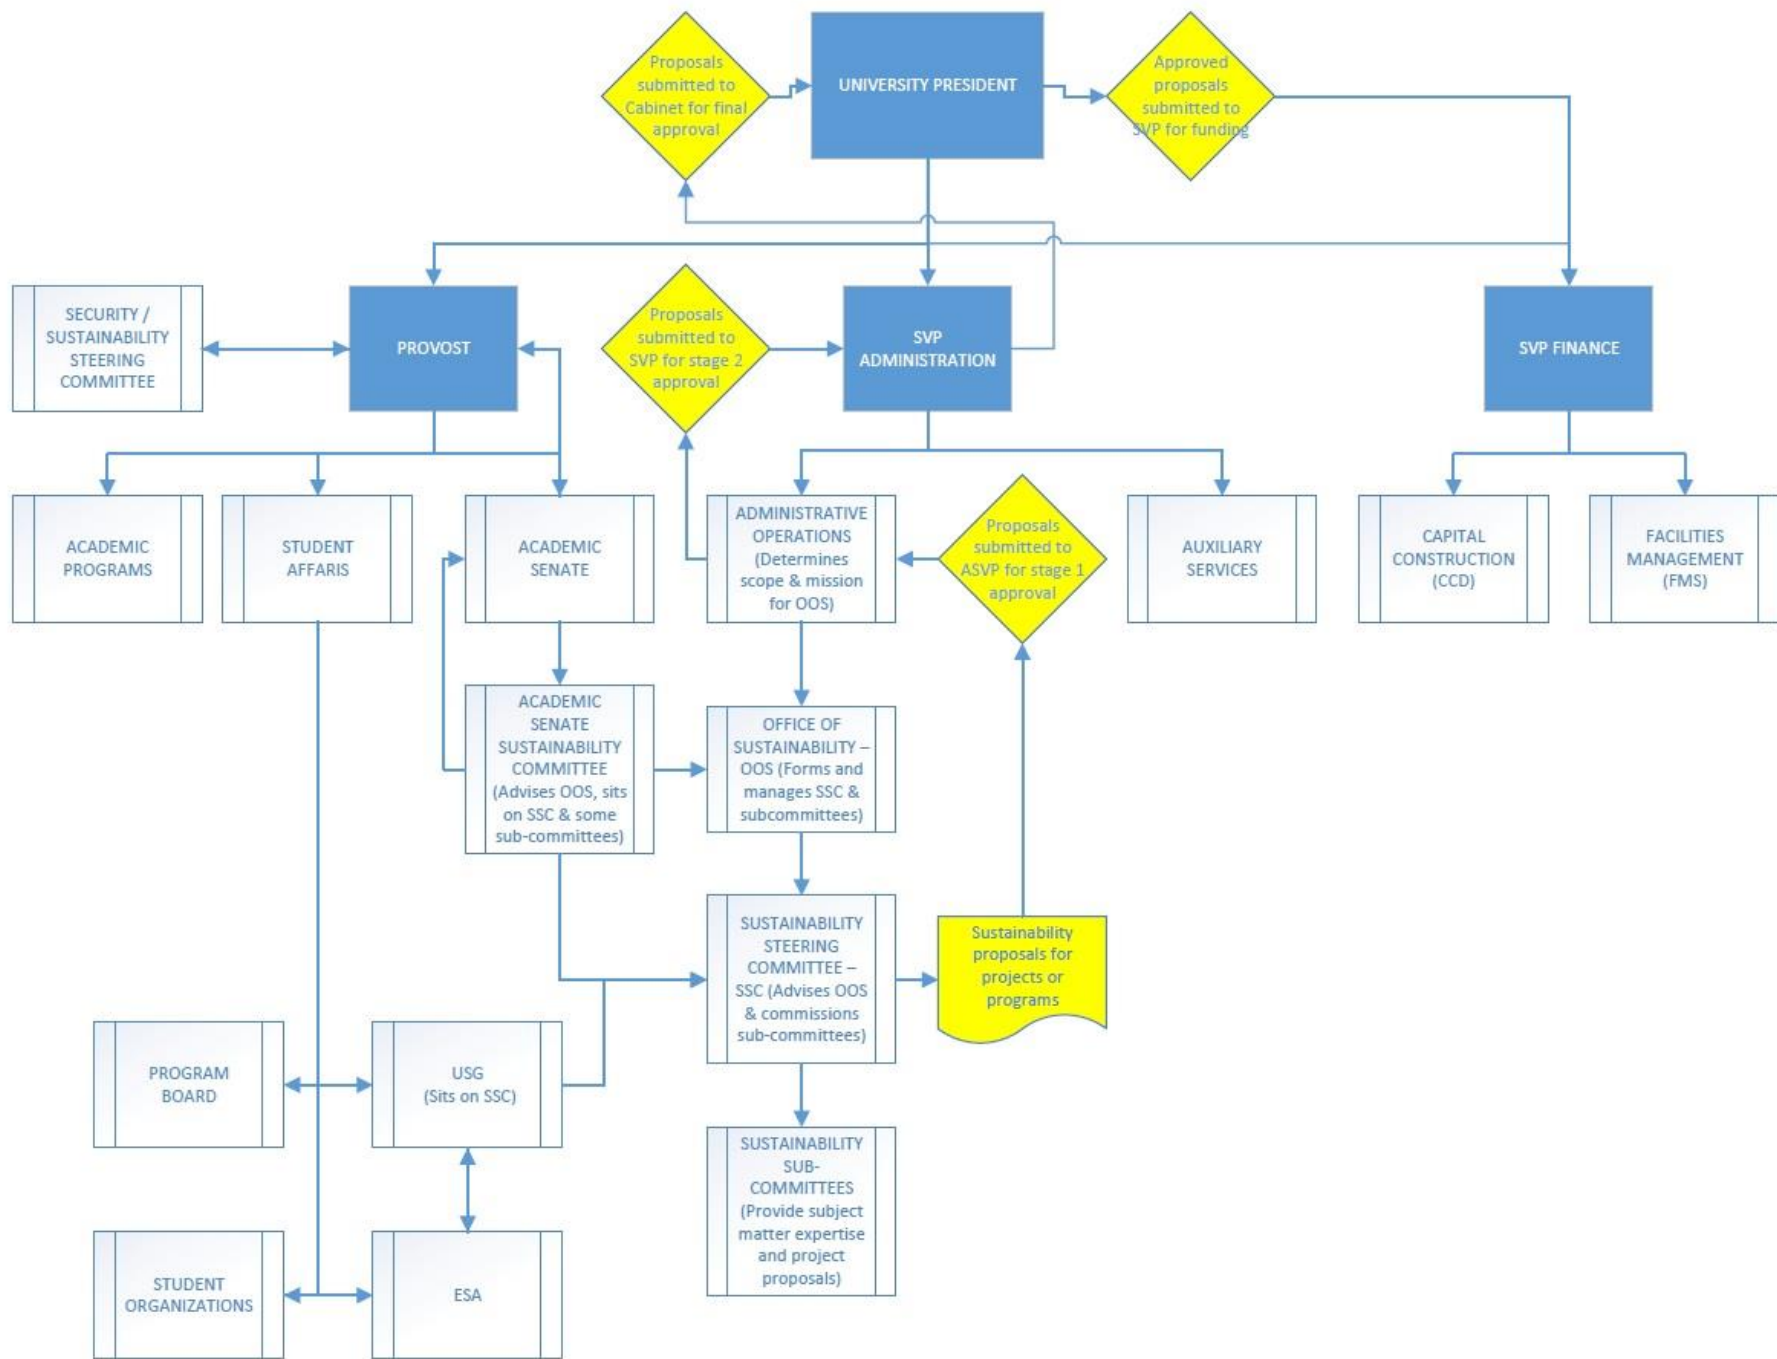 Proposals
submitted to
Cabinet for final
approval
UNIVERSITY PRESIDENT
Approved
proposals
submitted to
SVP for funding
SECURITY /
SUSTAINABILITY
STEERING
COMMITTEE
PROVOST
Proposals
submitted to
SVP for stage 2
approval
SVP
ADMINISTRATION
SVP FINANCE
ACADEMIC
PROGRAMS
STUDENT
AFFARIS
ACADEMIC
SENATE
ADMINISTRATIVE
OPERATIONS
(Determines
scope & mission
for OOS)
Proposals
submitted to
ASVP for stage 1
approval
AUXILIARY
SERVICES
CAPITAL
CONSTRUCTION
(CCD)
FACILITIES
MANAGEMENT
(FMS)
ACADEMIC
SENATE
SUSTAINABILITY
COMMITTEE
(Advises OOS, sits
on SSC & some
sub-committees)
OFFICE OF
SUSTAINABILITY –
OOS (Forms and
manages SSC &
subcommittees)
SUSTAINABILITY
STEERING
COMMITTEE –
SSC (Advises OOS
& commissions
sub-committees)
Sustainability
proposals for
projects or
programs
PROGRAM
BOARD
USG
(Sits on SSC)
SUSTAINABILITY
SUB-
COMMITTEES
(Provide subject
matter expertise
and project
proposals)
STUDENT
ORGANIZATIONS
ESA